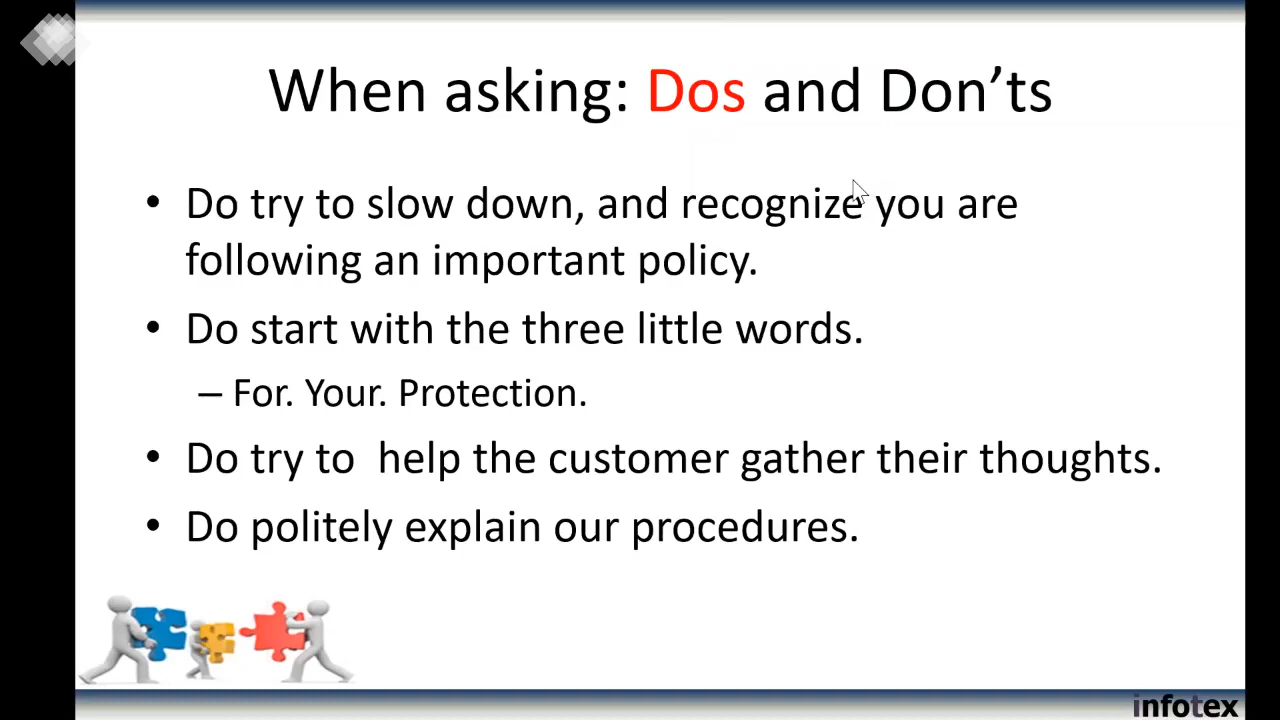 When asking: Dos and Don’ts
• Do try to slow down, and recognize you are
following an important policy.
• Do start with the three little words.
– For. Your. Protection.
• Do try to  help the customer gather their thoughts.
• Do politely explain our procedures.
infotex